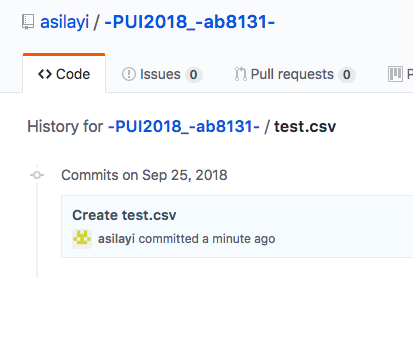 asilayi / -PUI2018_-ab8131-
<> Code Issues 0 Pull requests 0 P
History for -PUI2018_-ab8131- / test.csv
Commits on Sep 25, 2018
Create test.csv
asilayi committed a minute ago